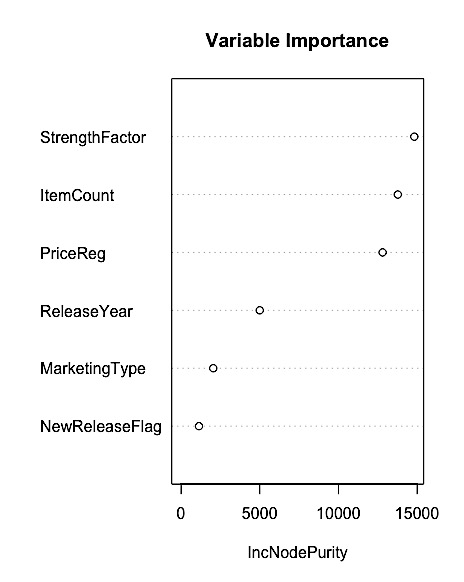 Variable Importance
StrengthFactor
ItemCount
PriceReg
ReleaseYear
MarketingType
NewReleaseFlag
0 5000 10000 15000
IncNodePurity